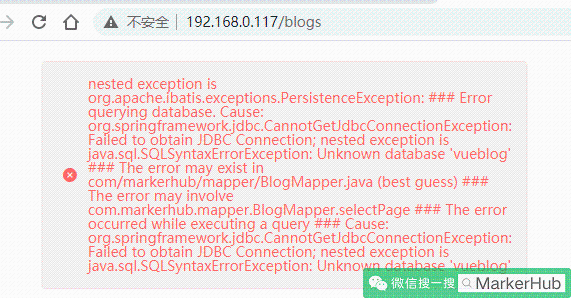 不安全 | 192.168.0.117/blogs
nested exception is
org.apache.ibatis.exceptions.PersistenceException: ### Error
querying database. Cause:
org.springframework.jdbc.CannotGetJdbcConnectionException:
Failed to obtain JDBC Connection; nested exception is
java.sql.SQLSyntaxErrorException: Unknown database 'vueblog'
### The error may exist in
com/markerhub/mapper/BlogMapper.java (best guess) ###
The error may involve
com.markerhub.mapper.BlogMapper.selectPage ### The error
occurred while executing a query ### Cause:
org.springframework.jdbc.CannotGetJdbcConnectionException:
Failed to obtain JDBC Connection; nested exception is
java.sql.SQLSyntaxErrorException: Unknown database 'vueblog'
微信搜一搜 MarkerHub